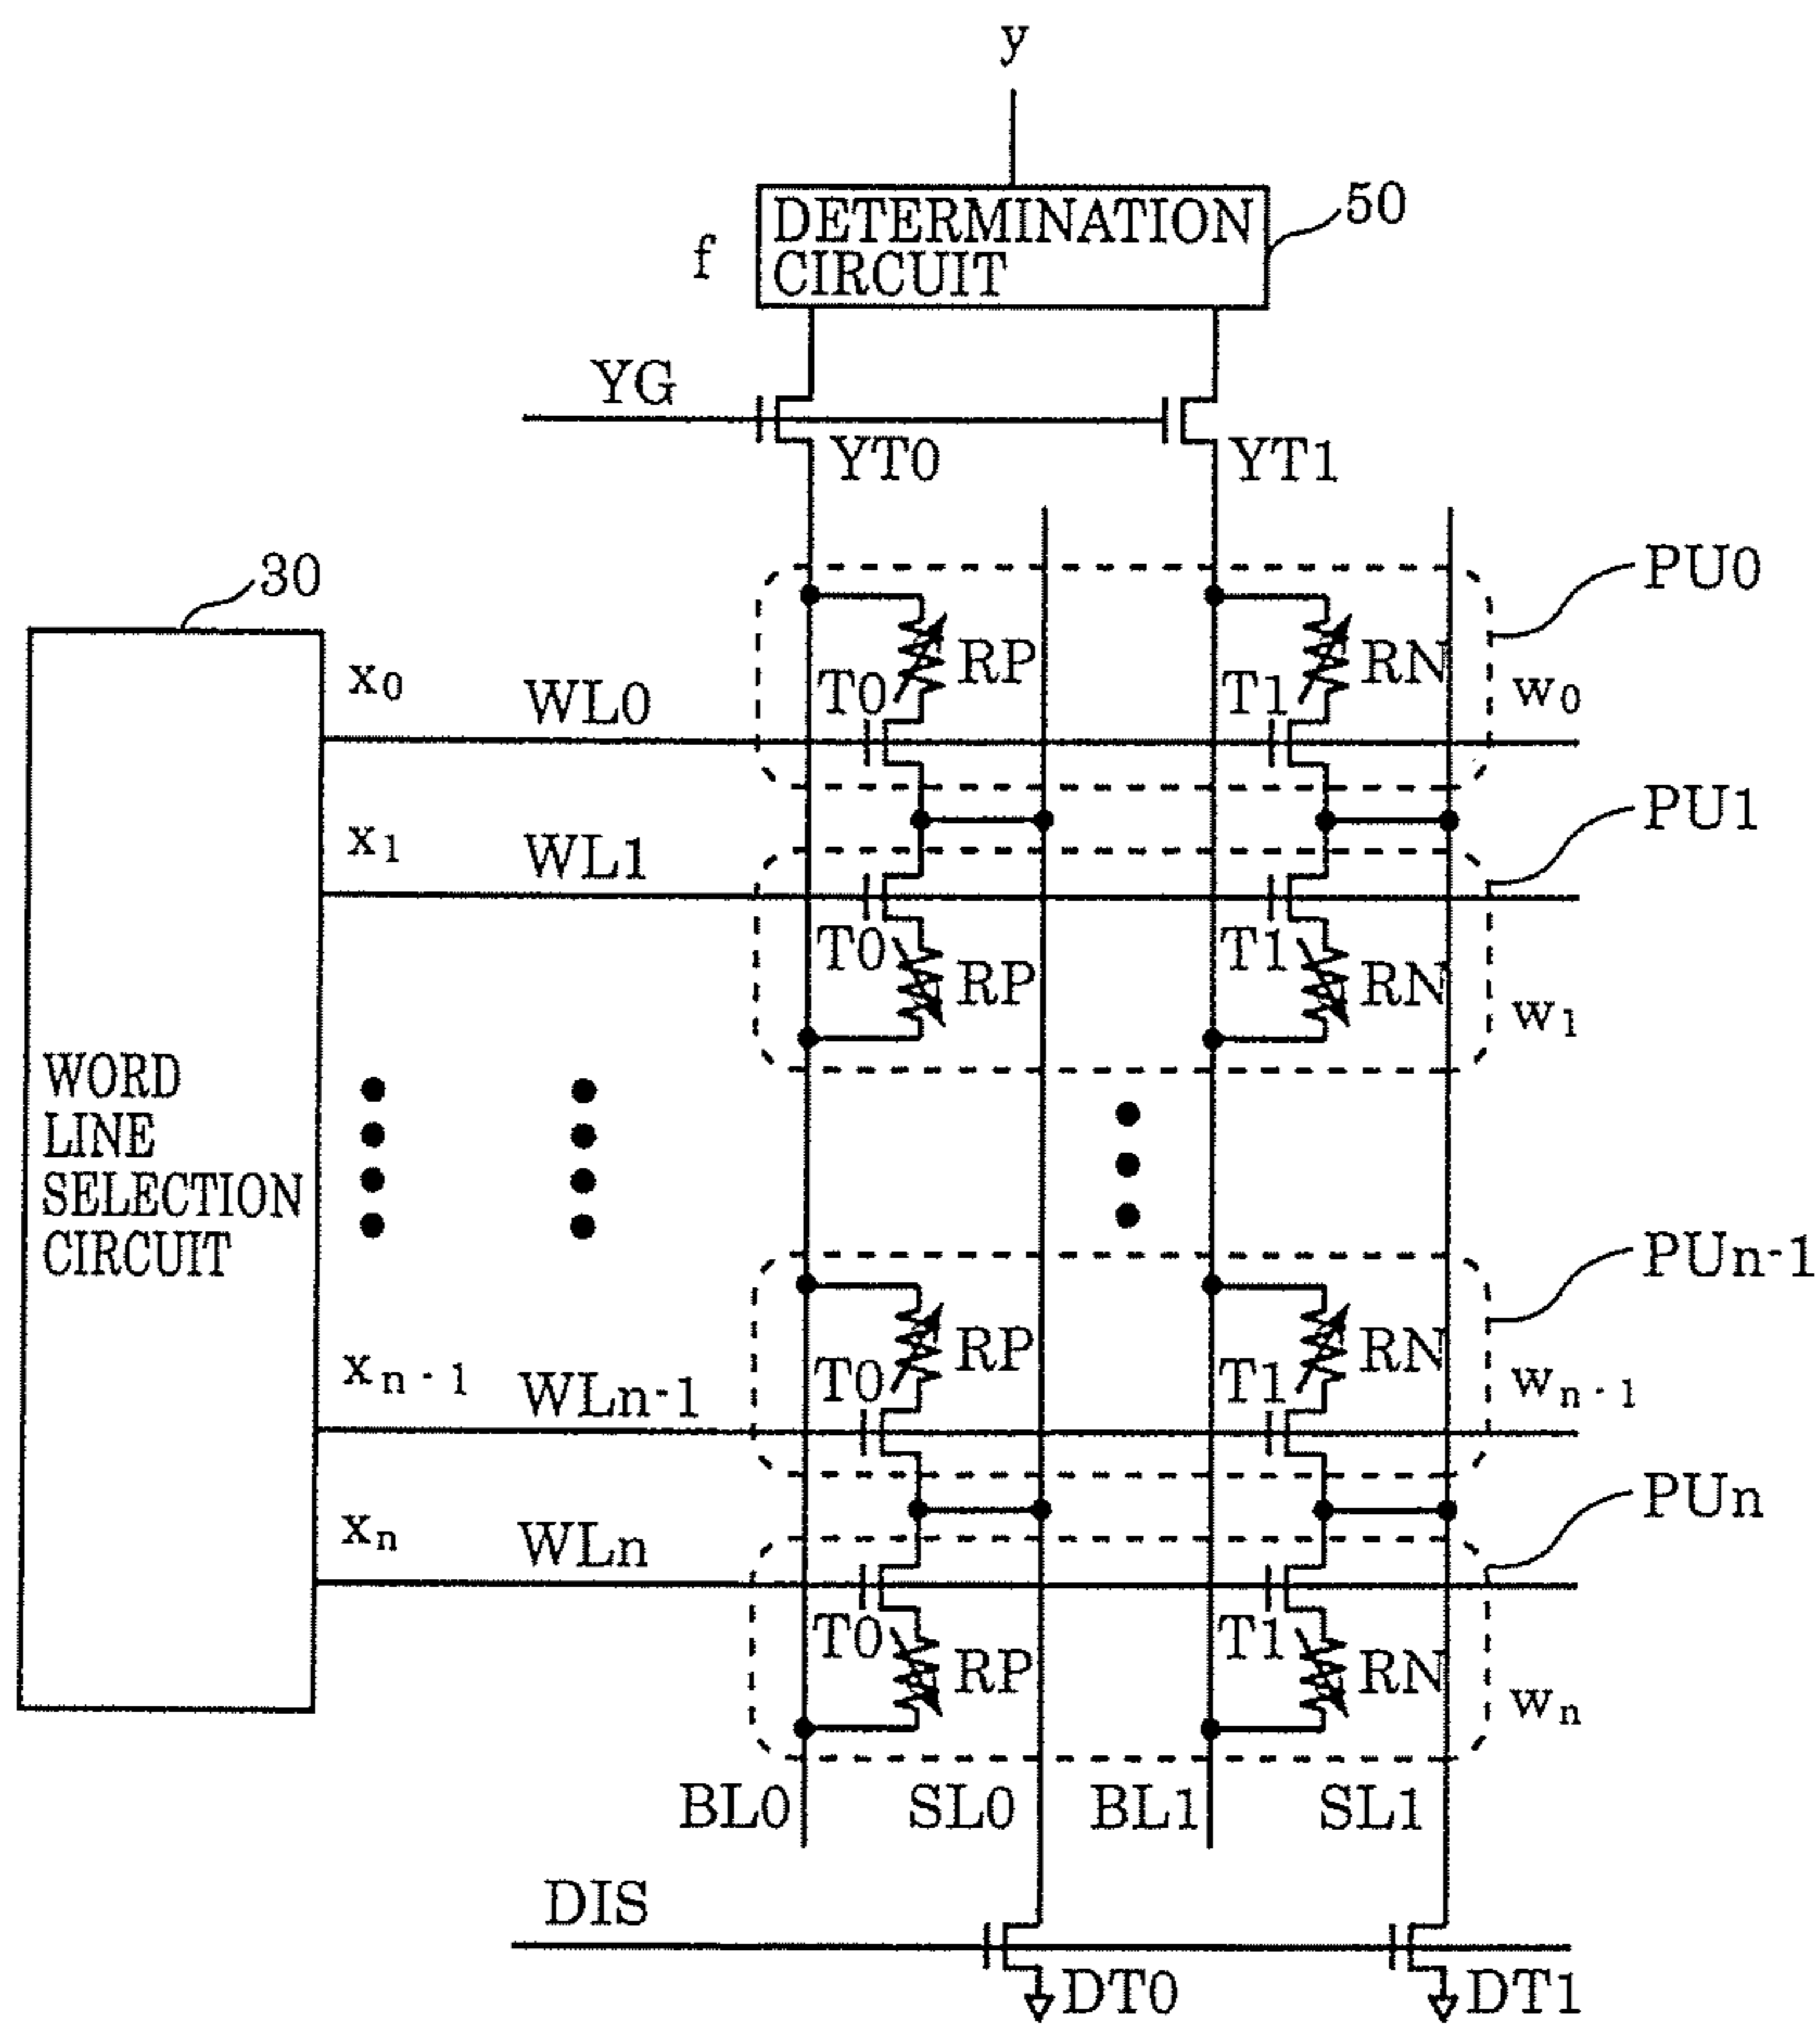 y
50
f
DETERMINATION
CIRCUIT
YG
YT0 YT1
30
PU0
x0 WL0 T0 RP T1 RN w0
PU1
x1 WL1
T0 RP T1 RN w1
WORD
LINE
SELECTION
CIRCUIT
PUn-1
xn-1 WLn-1 T0 RP T1 RN wn-1
PUn
xn WLn
T0 RP T1 RN wn
BL0 SL0 BL1 SL1
DIS
DT0 DT1